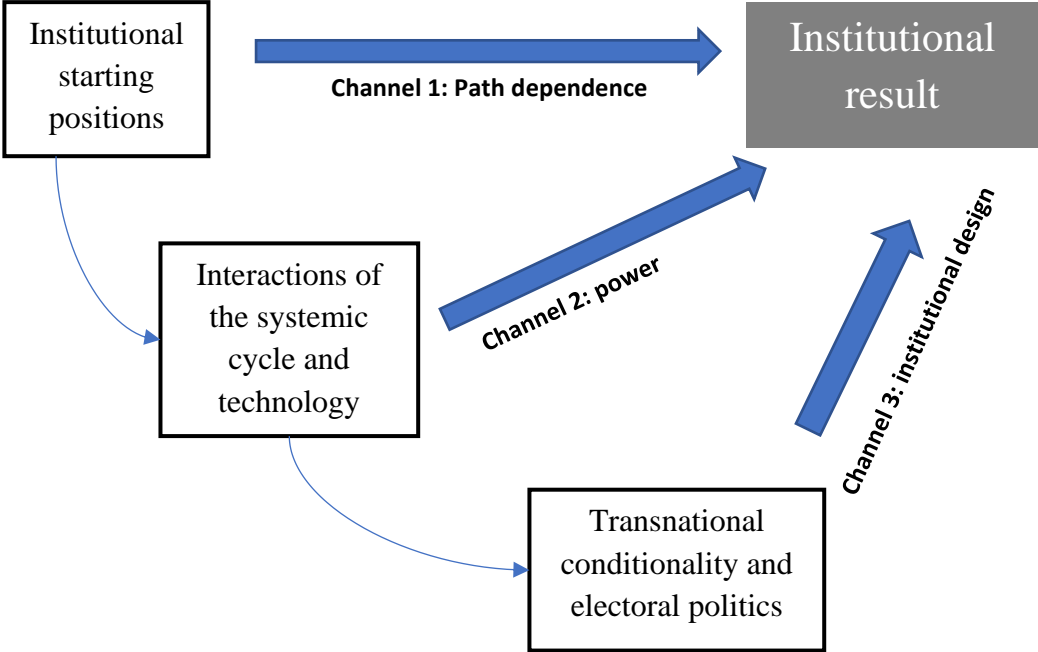 Institutional
starting
positions
Channel 1: Path dependence
Institutional
result
Interactions of
the systemic
cycle and
technology
Channel 2: power
Channel 3: institutional design
Transnational
conditionality and
electoral politics